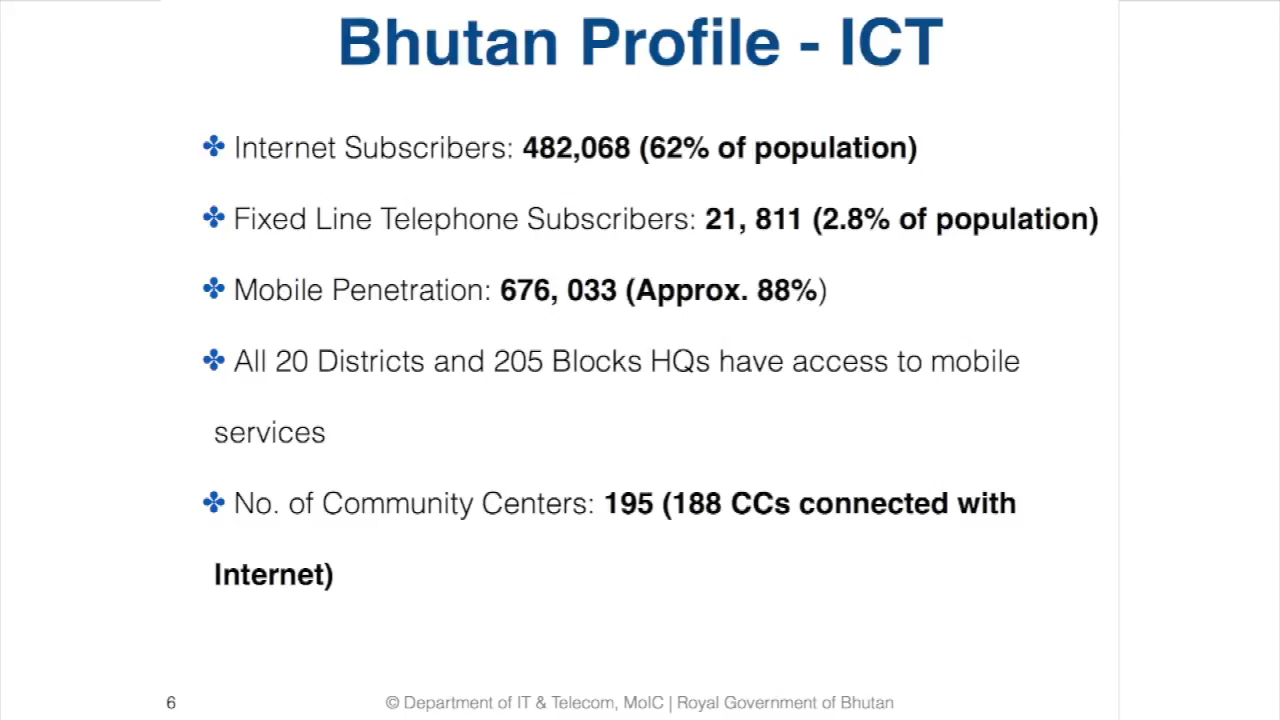 Bhutan Profile - ICT
✤ Internet Subscribers: 482,068 (62% of population)
✤ Fixed Line Telephone Subscribers: 21, 811 (2.8% of population)
✤ Mobile Penetration: 676, 033 (Approx. 88%)
✤ All 20 Districts and 205 Blocks HQs have access to mobile
services
✤ No. of Community Centers: 195 (188 CCs connected with
Internet)
6 © Department of IT & Telecom, MoIC | Royal Government of Bhutan